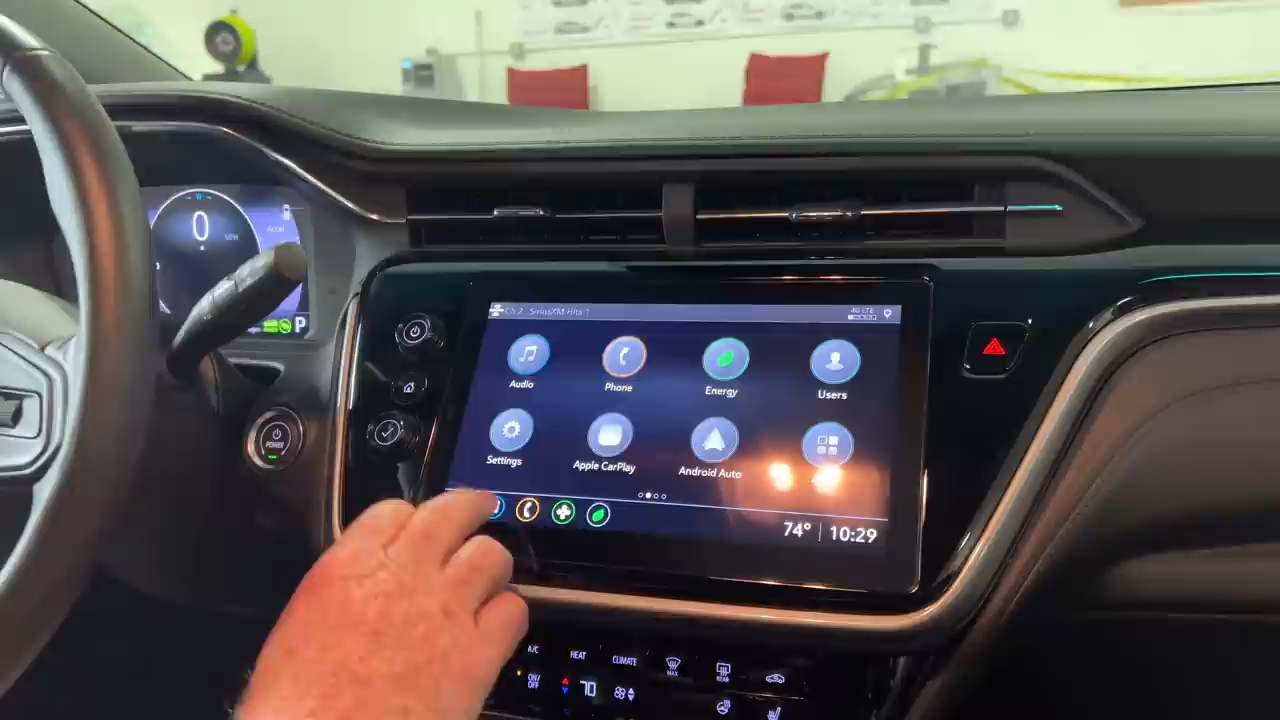 0
MPH
Accel
P
POWER
Ch 2 SiriusXM Hits 1
4G LTE
Audio
Phone
Energy
Users
Settings
Apple CarPlay
Android Auto
74° 10:29
A/C
HEAT
CLIMATE
MAX
REAR
ON/
OFF
70